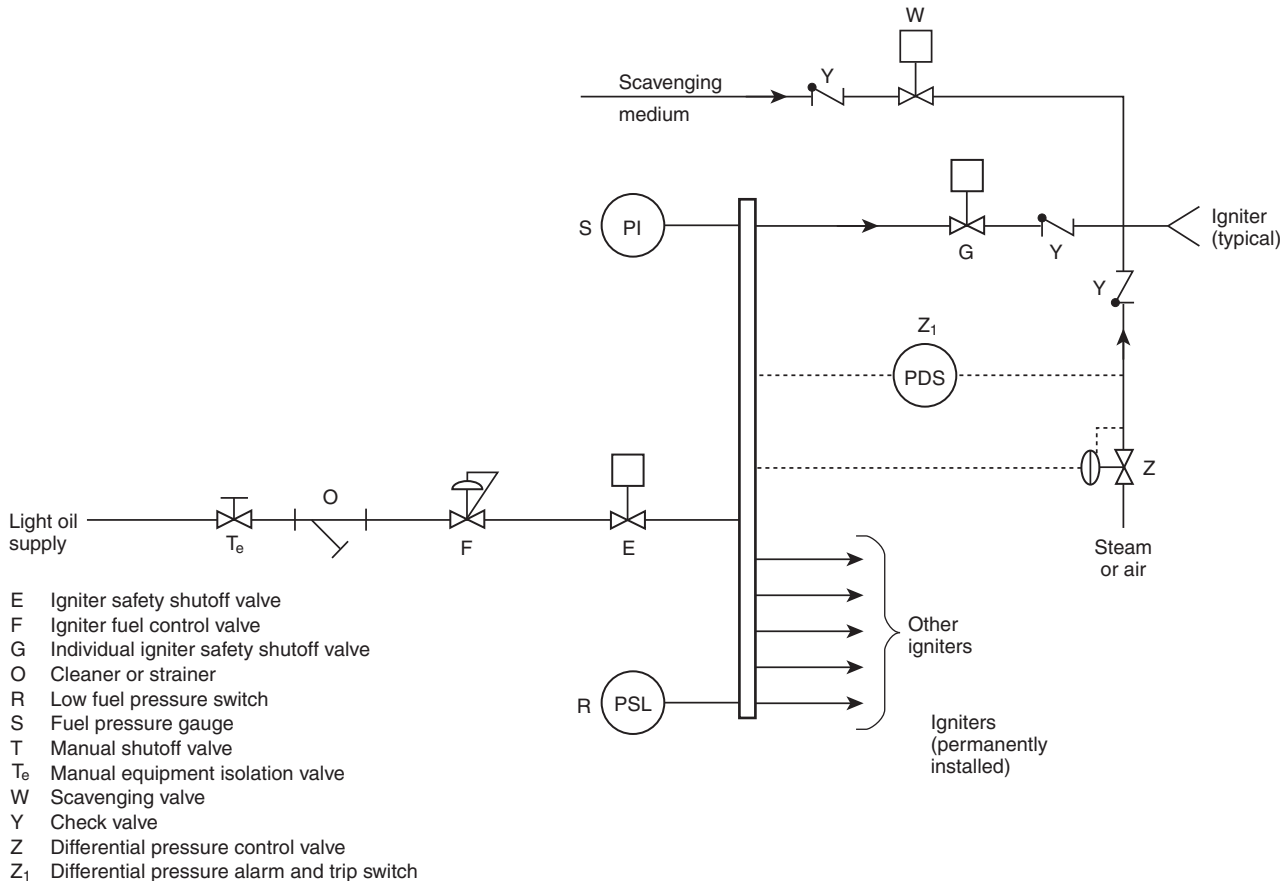 W
Scavenging
medium
Y
S
PI
G
Y
Igniter
(typical)
Y
Z1
PDS
Z
Steam
or air
Light oil
supply
Te
O
F
E
Other
igniters
R
PSL
Igniters
(permanently
installed)
E Igniter safety shutoff valve
F Igniter fuel control valve
G Individual igniter safety shutoff valve
O Cleaner or strainer
R Low fuel pressure switch
S Fuel pressure gauge
T Manual shutoff valve
Te Manual equipment isolation valve
W Scavenging valve
Y Check valve
Z Differential pressure control valve
Z1 Differential pressure alarm and trip switch